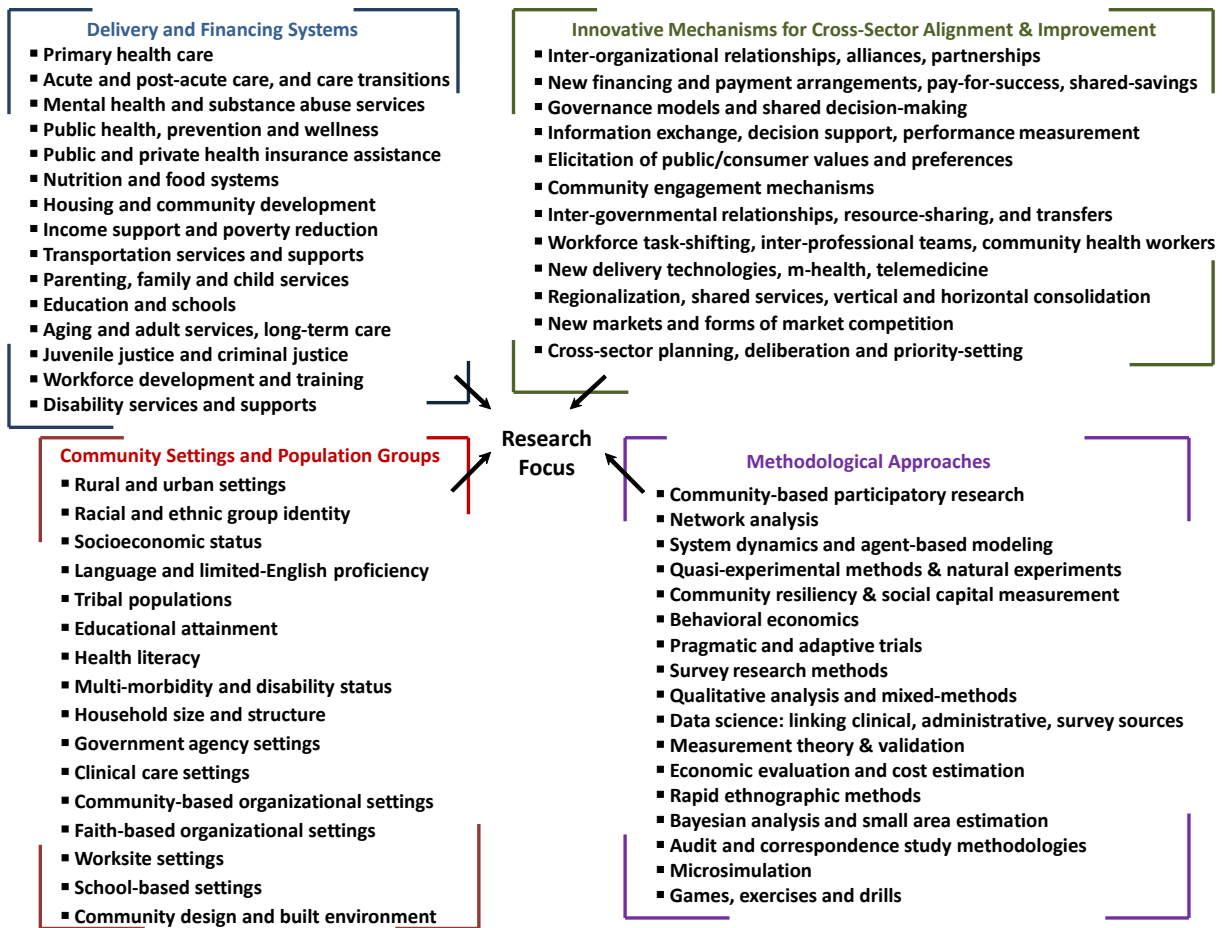 Delivery and Financing Systems
▪ Primary health care
▪ Acute and post-acute care, and care transitions
▪ Mental health and substance abuse services
▪ Public health, prevention and wellness
▪ Public and private health insurance assistance
▪ Nutrition and food systems
▪ Housing and community development
▪ Income support and poverty reduction
▪ Transportation services and supports
▪ Parenting, family and child services
▪ Education and schools
▪ Aging and adult services, long-term care
▪ Juvenile justice and criminal justice
▪ Workforce development and training
▪ Disability services and supports
Innovative Mechanisms for Cross-Sector Alignment & Improvement
▪ Inter-organizational relationships, alliances, partnerships
▪ New financing and payment arrangements, pay-for-success, shared-savings
▪ Governance models and shared decision-making
▪ Information exchange, decision support, performance measurement
▪ Elicitation of public/consumer values and preferences
▪ Community engagement mechanisms
▪ Inter-governmental relationships, resource-sharing, and transfers
▪ Workforce task-shifting, inter-professional teams, community health workers
▪ New delivery technologies, m-health, telemedicine
▪ Regionalization, shared services, vertical and horizontal consolidation
▪ New markets and forms of market competition
▪ Cross-sector planning, deliberation and priority-setting
Research
Focus
Community Settings and Population Groups
▪ Rural and urban settings
▪ Racial and ethnic group identity
▪ Socioeconomic status
▪ Language and limited-English proficiency
▪ Tribal populations
▪ Educational attainment
▪ Health literacy
▪ Multi-morbidity and disability status
▪ Household size and structure
▪ Government agency settings
▪ Clinical care settings
▪ Community-based organizational settings
▪ Faith-based organizational settings
▪ Worksite settings
▪ School-based settings
▪ Community design and built environment
Methodological Approaches
▪ Community-based participatory research
▪ Network analysis
▪ System dynamics and agent-based modeling
▪ Quasi-experimental methods & natural experiments
▪ Community resiliency & social capital measurement
▪ Behavioral economics
▪ Pragmatic and adaptive trials
▪ Survey research methods
▪ Qualitative analysis and mixed-methods
▪ Data science: linking clinical, administrative, survey sources
▪ Measurement theory & validation
▪ Economic evaluation and cost estimation
▪ Rapid ethnographic methods
▪ Bayesian analysis and small area estimation
▪ Audit and correspondence study methodologies
▪ Microsimulation
▪ Games, exercises and drills